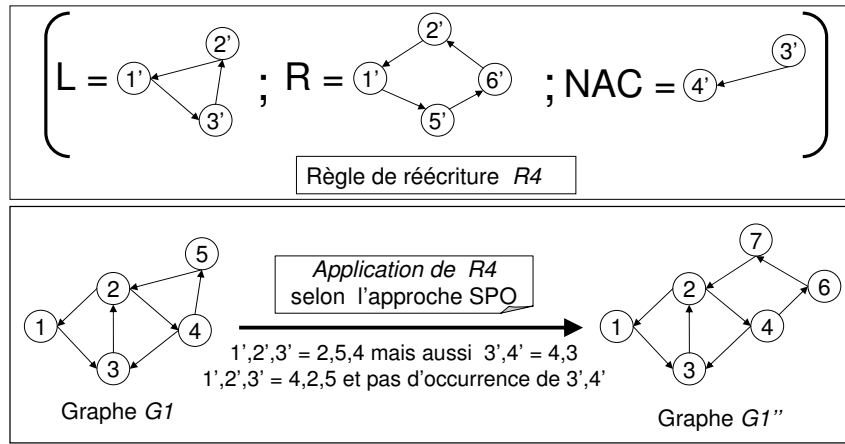 2'
L = 1' ; R = 1' 6' ; NAC = 4' 3'
3'
2'
5'
Règle de réécriture R4
5
2
1
4
3
Graphe G1
Application de R4
selon l'approche SPO
1',2',3' = 2,5,4 mais aussi 3',4' = 4,3
1',2',3' = 4,2,5 et pas d'occurrence de 3',4'
7
2
6
1
4
3
Graphe G1''